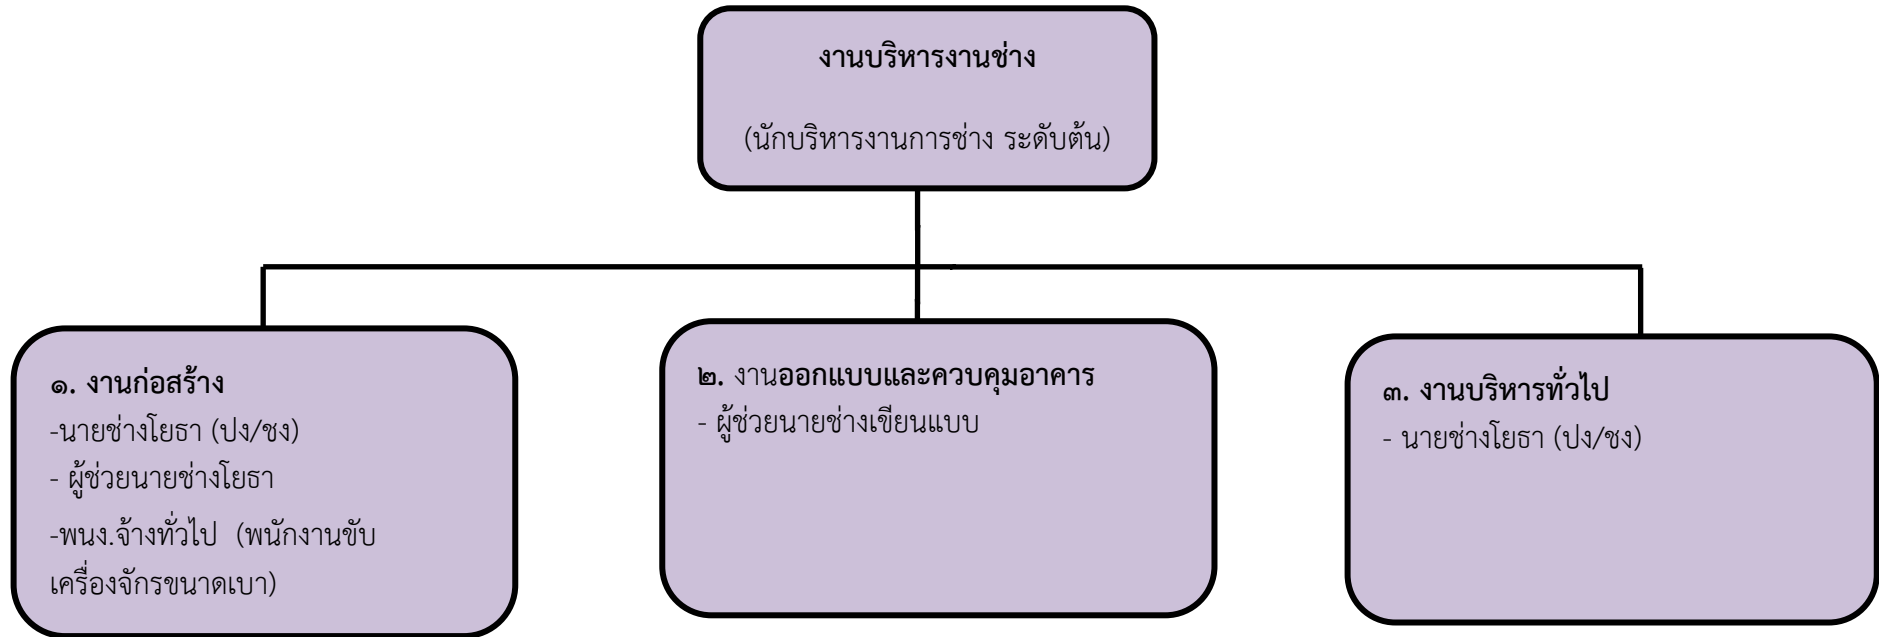 งานบริหารงานช่าง
(นักบริหารงานการช่าง ระดับต้น)
๑. งานก่อสร้าง
-นายช่างโยธา (ปง/ชง)
- ผู้ช่วยนายช่างโยธา
-พนง.จ้างทั่วไป (พนักงานขับ
เครื่องจักรขนาดเบา)
๒. งานออกแบบและควบคุมอาคาร
- ผู้ช่วยนายช่างเขียนแบบ
๓. งานบริหารทั่วไป
- นายช่างโยธา (ปง/ชง)